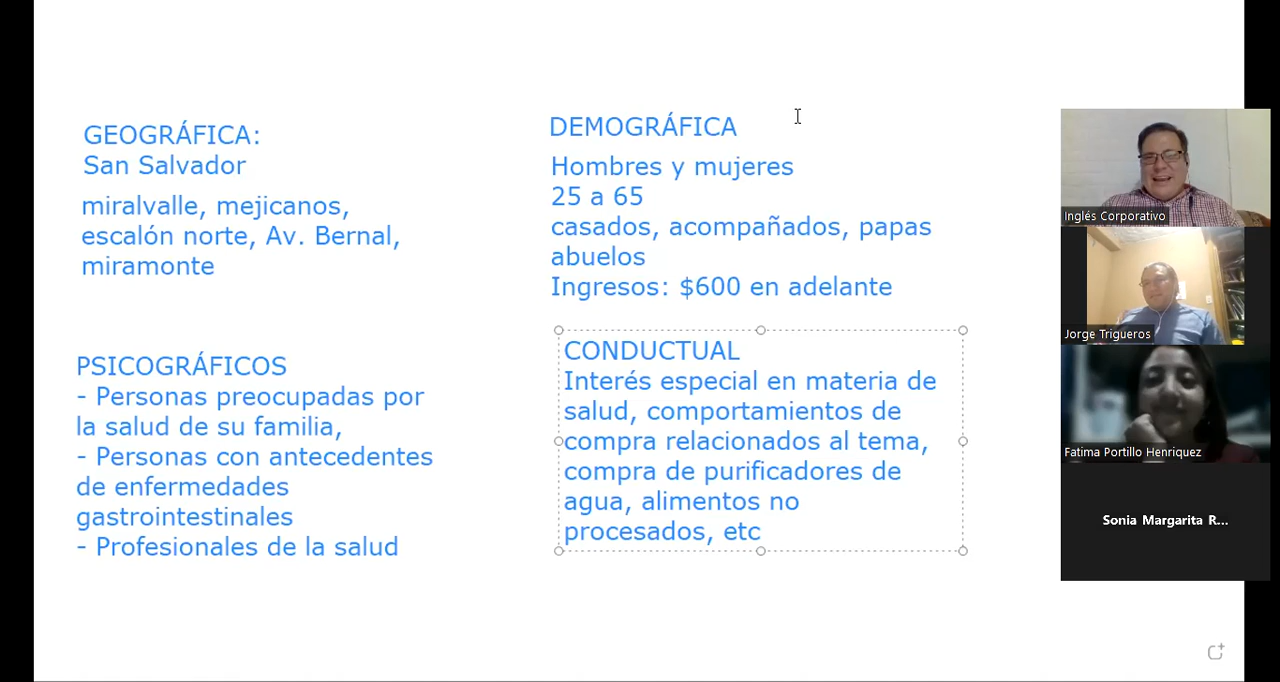 GEOGRÁFICA:
San Salvador
miralvalle, mejicanos,
escalón norte, Av. Bernal,
miramonte
DEMOGRÁFICA
Hombres y mujeres
25 a 65
casados, acompañados, papas
abuelos
Ingresos: $600 en adelante
PSICOGRÁFICOS
- Personas preocupadas por
la salud de su familia,
- Personas con antecedentes
de enfermedades
gastrointestinales
- Profesionales de la salud
CONDUCTUAL
Interés especial en materia de
salud, comportamientos de
compra relacionados al tema,
compra de purificadores de
agua, alimentos no
procesados, etc
Inglés Corporativo
Jorge Trigueros
Fatima Portillo Henriquez
Sonia Margarita R...